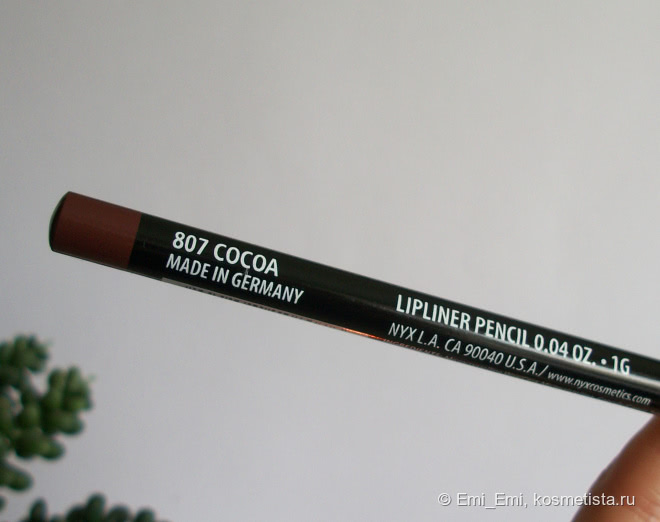 807 COCOA
MADE IN GERMANY
LIPLINER PENCIL 0.04 OZ. • 1G
NYX L.A. CA 90040 U.S.A./ www.nyxcosmetics.com
© Emi_Emi, kosmetista.ru